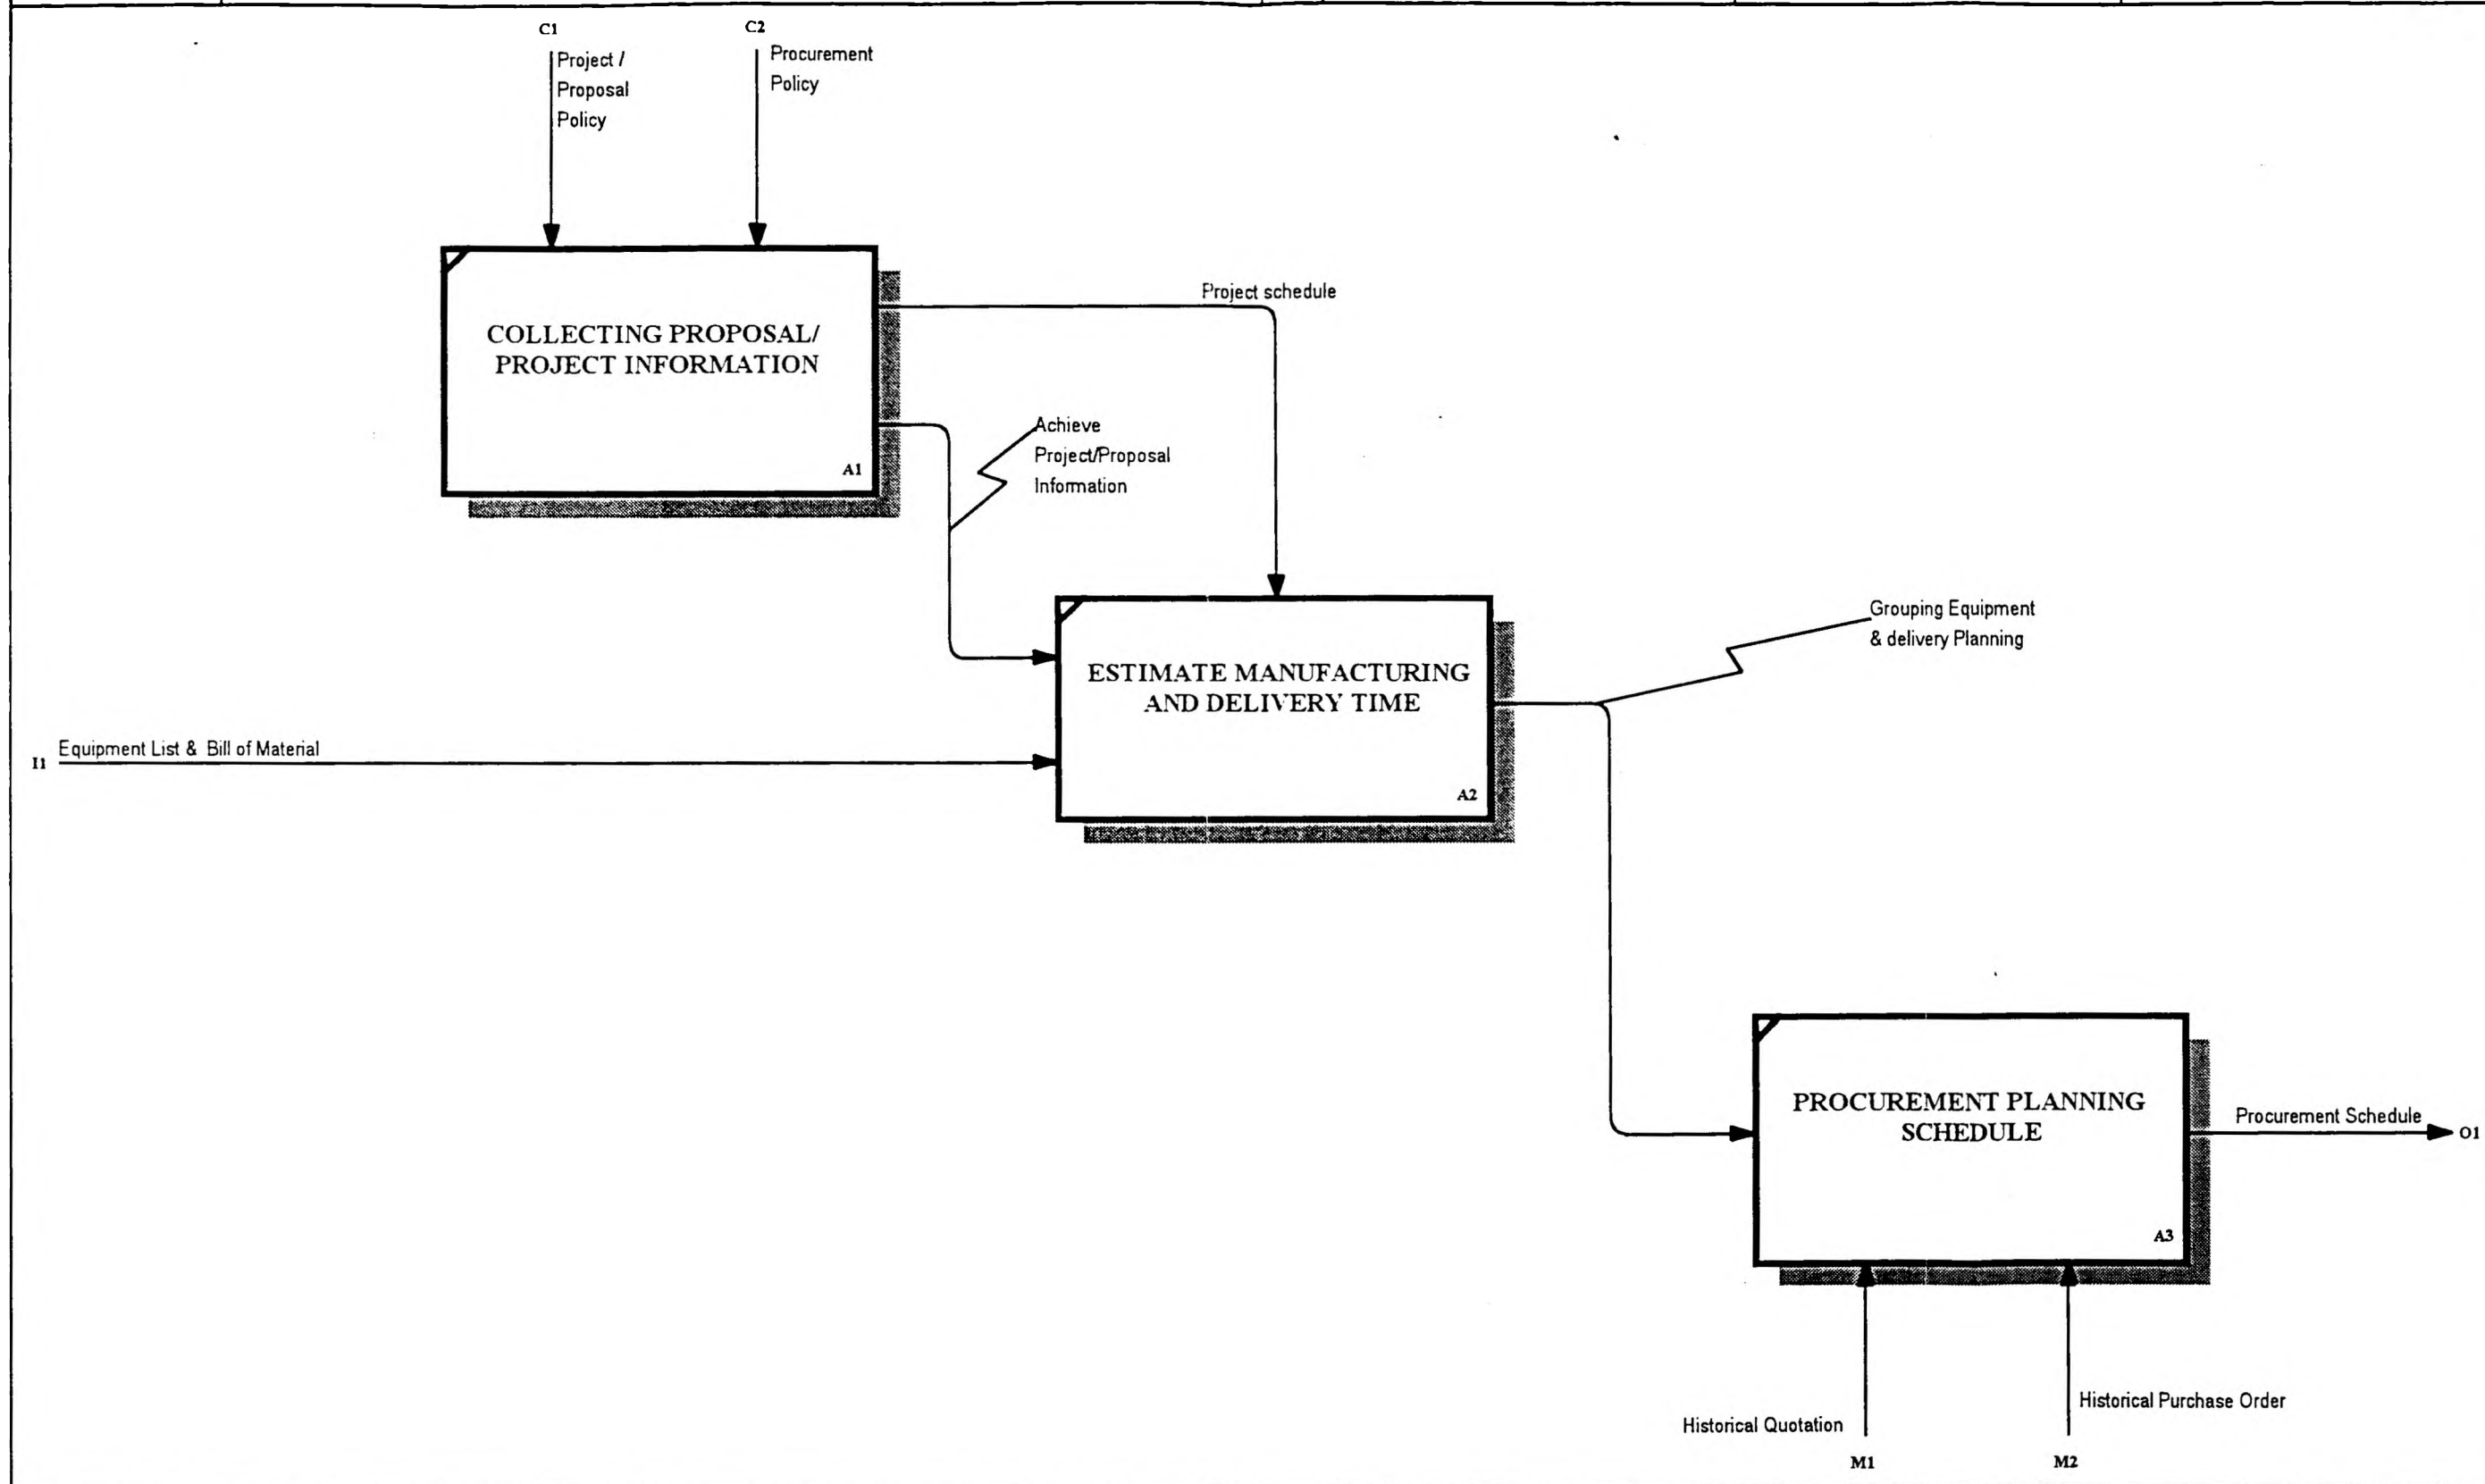 C1
C2
Project /
Proposal
Policy
Procurement
Policy
COLLECTING PROPOSAL/
PROJECT INFORMATION
A1
Project schedule
Achieve
Project/Proposal
Information
ESTIMATE MANUFACTURING
AND DELIVERY TIME
A2
Grouping Equipment
& delivery Planning
I1
Equipment List & Bill of Material
PROCUREMENT PLANNING
SCHEDULE
A3
Procurement Schedule
O1
Historical Quotation
Historical Purchase Order
M1
M2